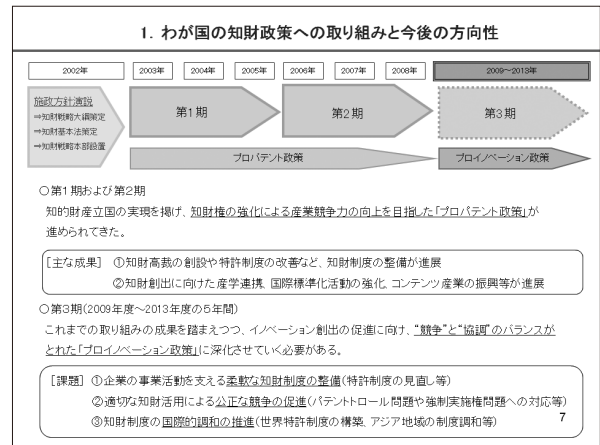 1．わが国の知財政策への取り組みと今後の方向性
2002年 2003年 2004年 2005年 2006年 2007年 2008年 2009～2013年
施政方針演説
⇒知財戦略大綱策定
⇒知財基本法策定
⇒知財戦略本部設置
第1期 第2期 第3期
プロパテント政策 プロイノベーション政策
○第1期および第2期
知的財産立国の実現を掲げ、知財権の強化による産業競争力の向上を目指した「プロパテント政策」が
進められてきた。
［主な成果］ ①知財高裁の創設や特許制度の改善など、知財制度の整備が進展
②知財創出に向けた産学連携、国際標準化活動の強化、コンテンツ産業の振興等が進展
○第3期(2009年度～2013年度の5年間)
これまでの取り組みの成果を踏まえつつ、イノベーション創出の促進に向け、“競争”と“協調”のバランスが
とれた「プロイノベーション政策」に深化させていく必要がある。
［課題］ ①企業の事業活動を支える柔軟な知財制度の整備(特許制度の見直し等)
②適切な知財活用による公正な競争の促進(パテントトロール問題や強制実施権問題への対応等)
③知財制度の国際的調和の推進(世界特許制度の構築、アジア地域の制度調和等)
7